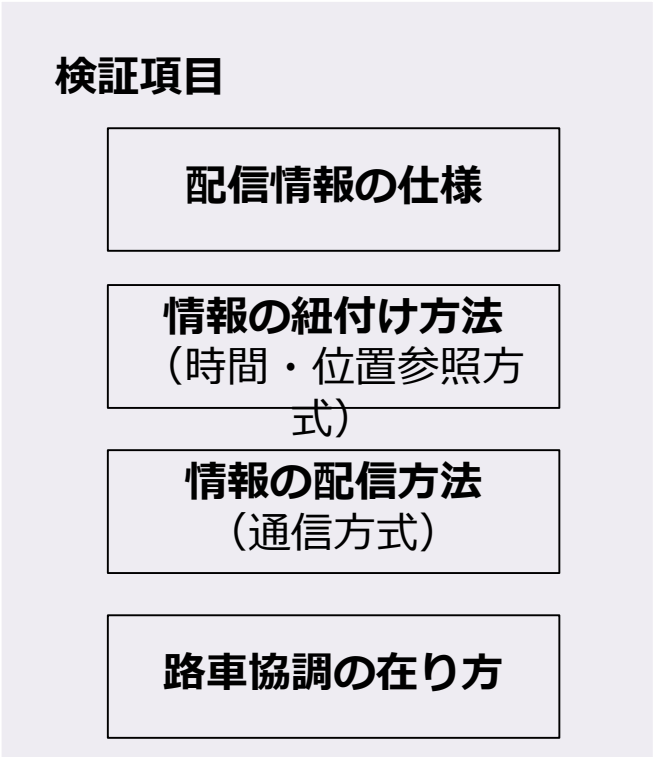 検証項目
配信情報の仕様
情報の紐付け方法
（時間・位置参照方
式）
情報の配信方法
（通信方式）
路車協調の在り方